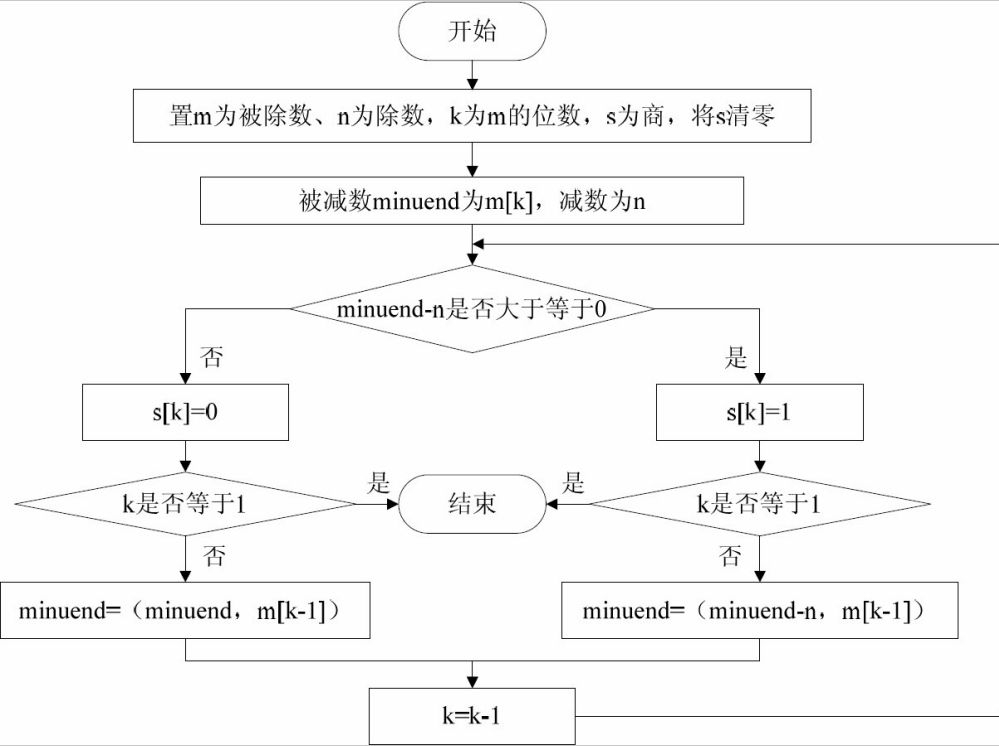 开始
置m为被除数、n为除数，k为m的位数，s为商，将s清零
被减数minuend为m[k]，减数为n
minuend-n是否大于等于0
否
是
s[k]=0
s[k]=1
k是否等于1
是
结束
是
k是否等于1
否
否
minuend=（minuend，m[k-1]）
minuend=（minuend-n，m[k-1]）
k=k-1